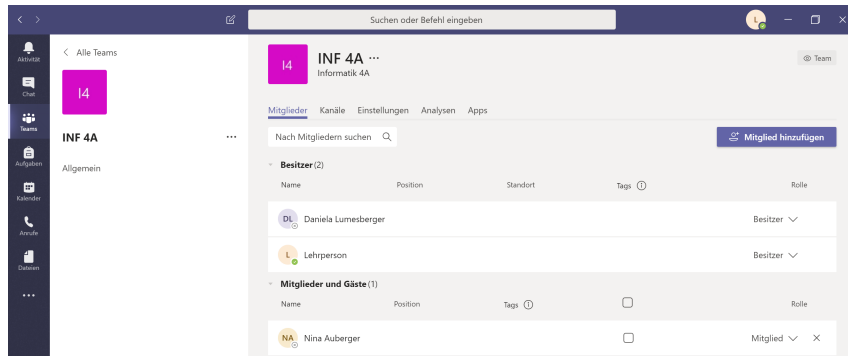 Suchen oder Befehl eingeben
L
Aktivität
Chat
Teams
Aufgaben
Kalender
Anrufe
Dateien
Alle Teams
I4
INF 4A
Allgemein
I4
INF 4A
Informatik 4A
Team
Mitglieder Kanäle Einstellungen Analysen Apps
Nach Mitgliedern suchen
Mitglied hinzufügen
Besitzer (2)
Name Position Standort Tags Rolle
DL Daniela Lumesberger Besitzer
L Lehrperson Besitzer
Mitglieder und Gäste (1)
Name Position Tags Rolle
NA Nina Auberger Mitglied